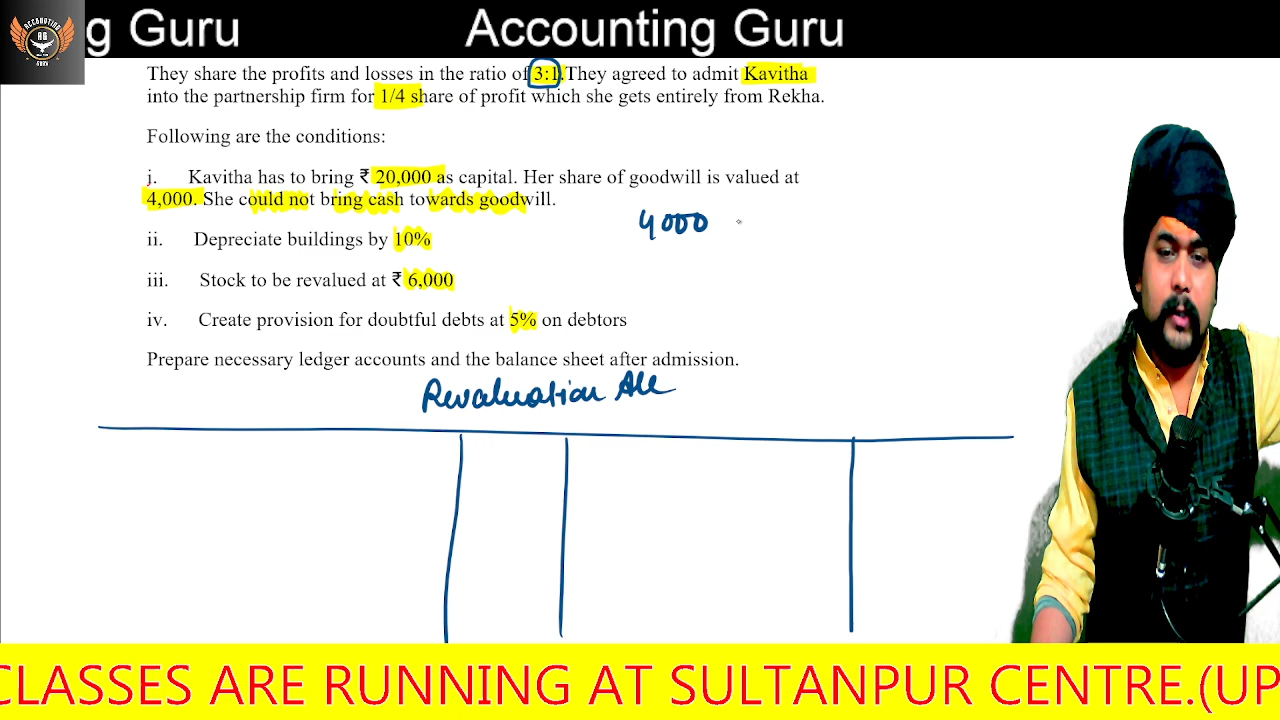 g Guru
Accounting Guru
ACCOUNTING
AG
GURU
They share the profits and losses in the ratio of 3:1.They agreed to admit Kavitha
into the partnership firm for 1/4 share of profit which she gets entirely from Rekha.
Following are the conditions:
j. Kavitha has to bring ₹ 20,000 as capital. Her share of goodwill is valued at
4,000. She could not bring cash towards goodwill.
4000
ii. Depreciate buildings by 10%
iii. Stock to be revalued at ₹ 6,000
iv. Create provision for doubtful debts at 5% on debtors
Prepare necessary ledger accounts and the balance sheet after admission.
Revaluation A/c
CLASSES ARE RUNNING AT SULTANPUR CENTRE.(UP